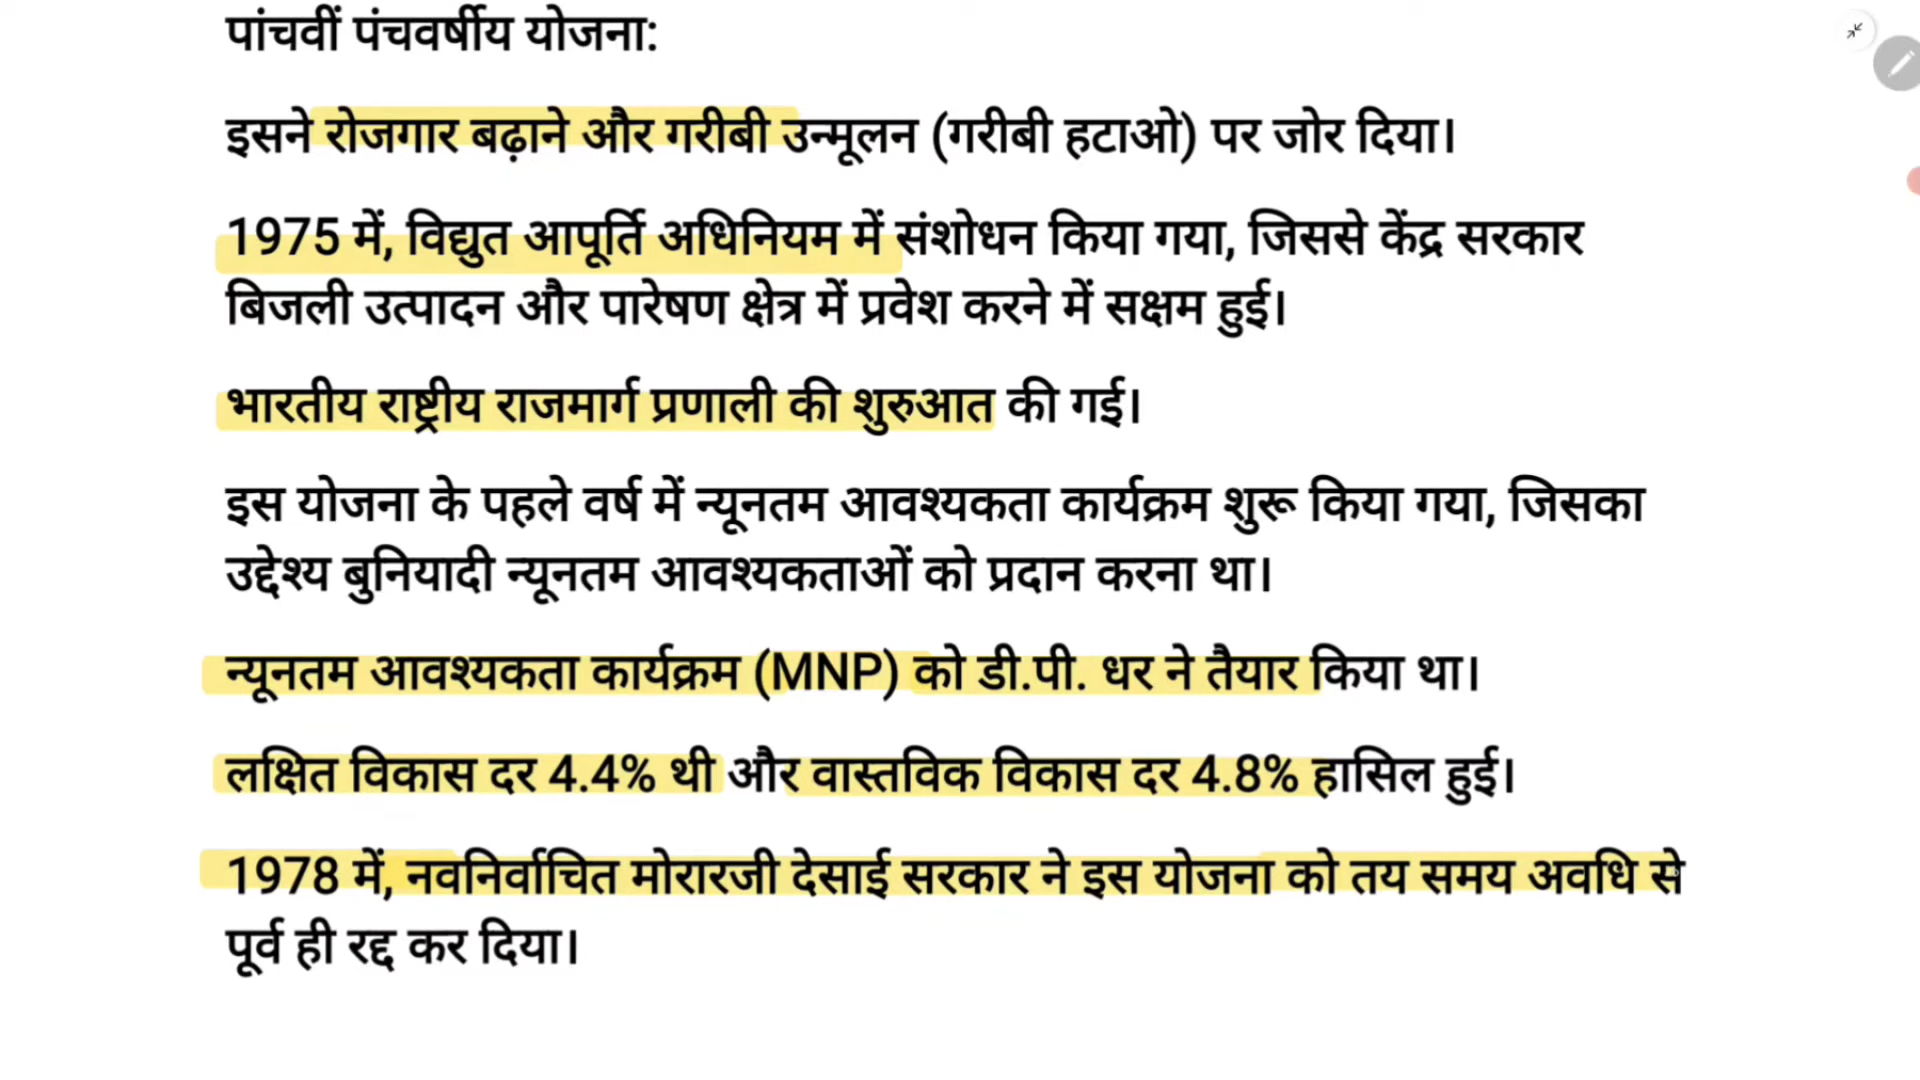 पांचवीं पंचवर्षीय योजना:
इसने रोजगार बढ़ाने और गरीबी उन्मूलन (गरीबी हटाओ) पर जोर दिया।
1975 में, विद्युत आपूर्ति अधिनियम में संशोधन किया गया, जिससे केंद्र सरकार
बिजली उत्पादन और पारेषण क्षेत्र में प्रवेश करने में सक्षम हुई।
भारतीय राष्ट्रीय राजमार्ग प्रणाली की शुरुआत की गई।
इस योजना के पहले वर्ष में न्यूनतम आवश्यकता कार्यक्रम शुरू किया गया, जिसका
उद्देश्य बुनियादी न्यूनतम आवश्यकताओं को प्रदान करना था।
न्यूनतम आवश्यकता कार्यक्रम (MNP) को डी.पी. धर ने तैयार किया था।
लक्षित विकास दर 4.4% थी और वास्तविक विकास दर 4.8% हासिल हुई।
1978 में, नवनिर्वाचित मोरारजी देसाई सरकार ने इस योजना को तय समय अवधि से
पूर्व ही रद्द कर दिया।